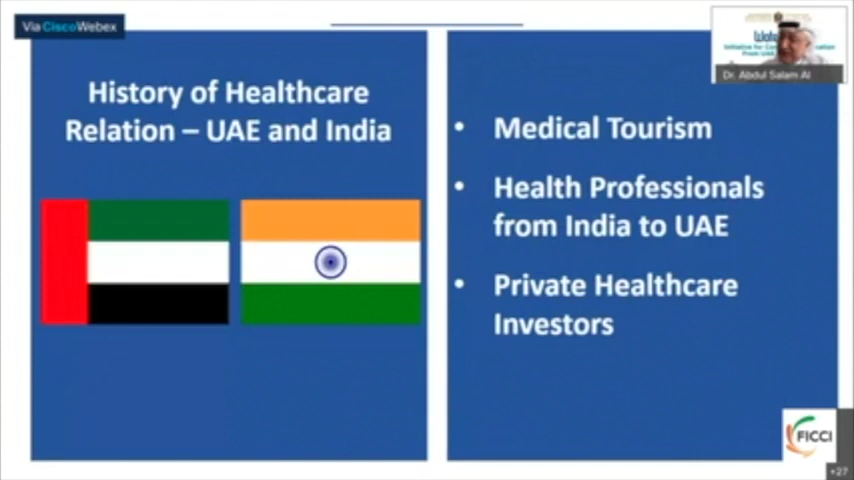 Via CiscoWebex
History of Healthcare
Relation – UAE and India
• Medical Tourism
• Health Professionals
from India to UAE
• Private Healthcare
Investors
Dr. Abdul Salam Al
FICCI
+27